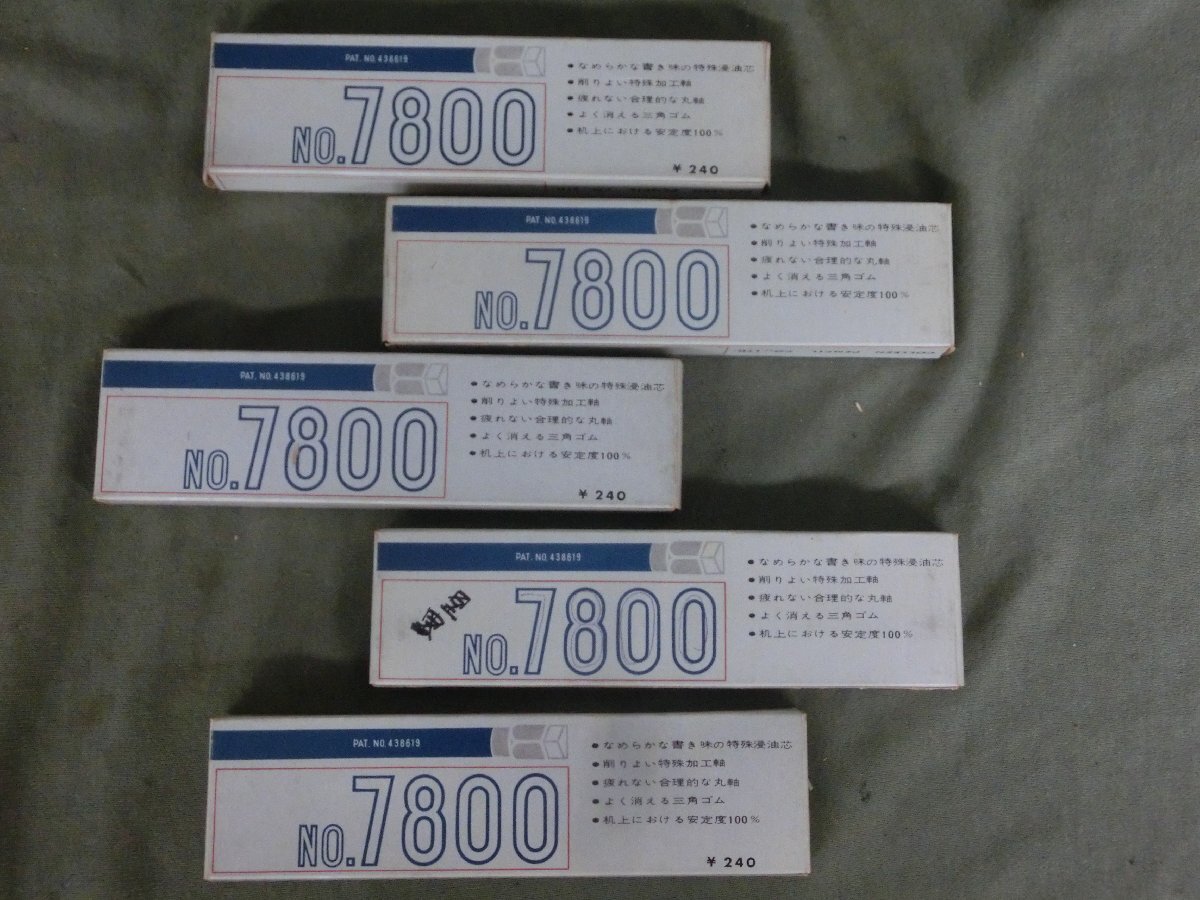 PAT. NO. 438619
NO. 7800
●なめらかな書き味の特殊浸油芯
●削りよい特殊加工軸
●疲れない合理的な丸軸
●よく消える三角ゴム
●机上における安定度100%
¥ 240
PAT. NO. 438619
NO. 7800
●なめらかな書き味の特殊浸油芯
●削りよい特殊加工軸
●疲れない合理的な丸軸
●よく消える三角ゴム
●机上における安定度100%
PAT. NO. 438619
NO. 7800
●なめらかな書き味の特殊浸油芯
●削りよい特殊加工軸
●疲れない合理的な丸軸
●よく消える三角ゴム
●机上における安定度100%
¥ 240
PAT. NO. 438619
NO. 7800
●なめらかな書き味の特殊浸油芯
●削りよい特殊加工軸
●疲れない合理的な丸軸
●よく消える三角ゴム
●机上における安定度100%
PAT. NO. 438619
NO. 7800
●なめらかな書き味の特殊浸油芯
●削りよい特殊加工軸
●疲れない合理的な丸軸
●よく消える三角ゴム
●机上における安定度100%
¥ 240